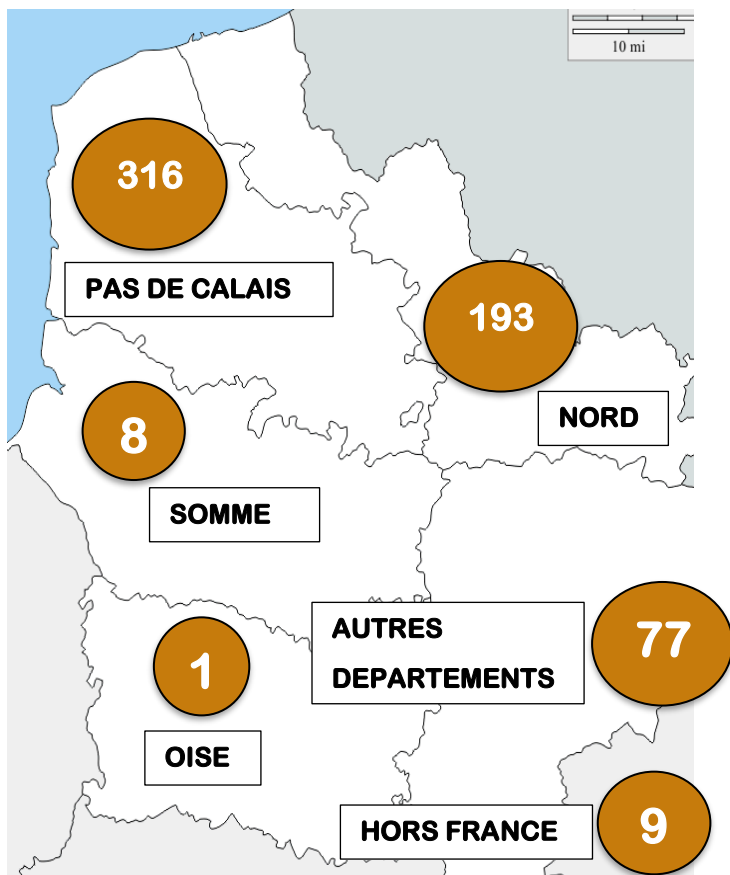 10 mi
316
PAS DE CALAIS
193
NORD
8
SOMME
AUTRES
DEPARTEMENTS
77
1
OISE
HORS FRANCE
9